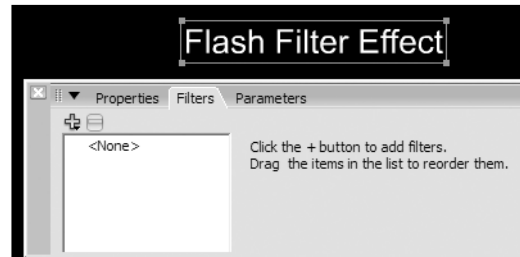 Flash Filter Effect
Properties Filters Parameters
<None>
Click the + button to add filters.
Drag the items in the list to reorder them.